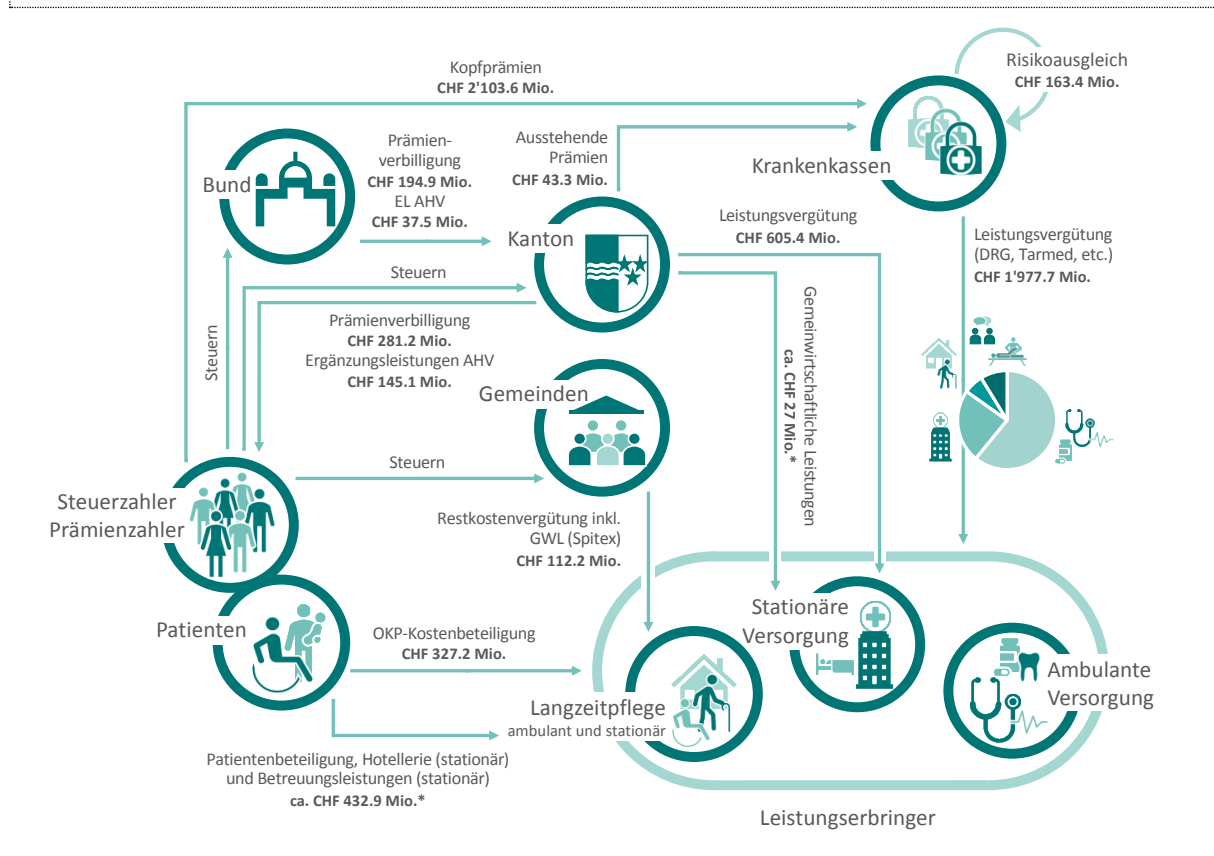 Kopfprämien
CHF 2'103.6 Mio.
Risikoausgleich
CHF 163.4 Mio.
Krankenkassen
Bund
Prämien-
verbilligung
CHF 194.9 Mio.
EL AHV
CHF 37.5 Mio.
Ausstehende
Prämien
CHF 43.3 Mio.
Kanton
Leistungsvergütung
CHF 605.4 Mio.
Leistungsvergütung
(DRG, Tarmed, etc.)
CHF 1'977.7 Mio.
Steuern
Steuern
Prämienverbilligung
CHF 281.2 Mio.
Ergänzungsleistungen AHV
CHF 145.1 Mio.
Gemeinwirtschaftliche Leistungen
ca. CHF 27 Mio.*
Gemeinden
Steuern
Steuerzahler
Prämienzahler
Restkostenvergütung inkl.
GWL (Spitex)
CHF 112.2 Mio.
Patienten
OKP-Kostenbeteiligung
CHF 327.2 Mio.
Stationäre
Versorgung
Ambulante
Versorgung
Langzeitpflege
ambulant und stationär
Patientenbeteiligung, Hotellerie (stationär)
und Betreuungsleistungen (stationär)
ca. CHF 432.9 Mio.*
Leistungserbringer